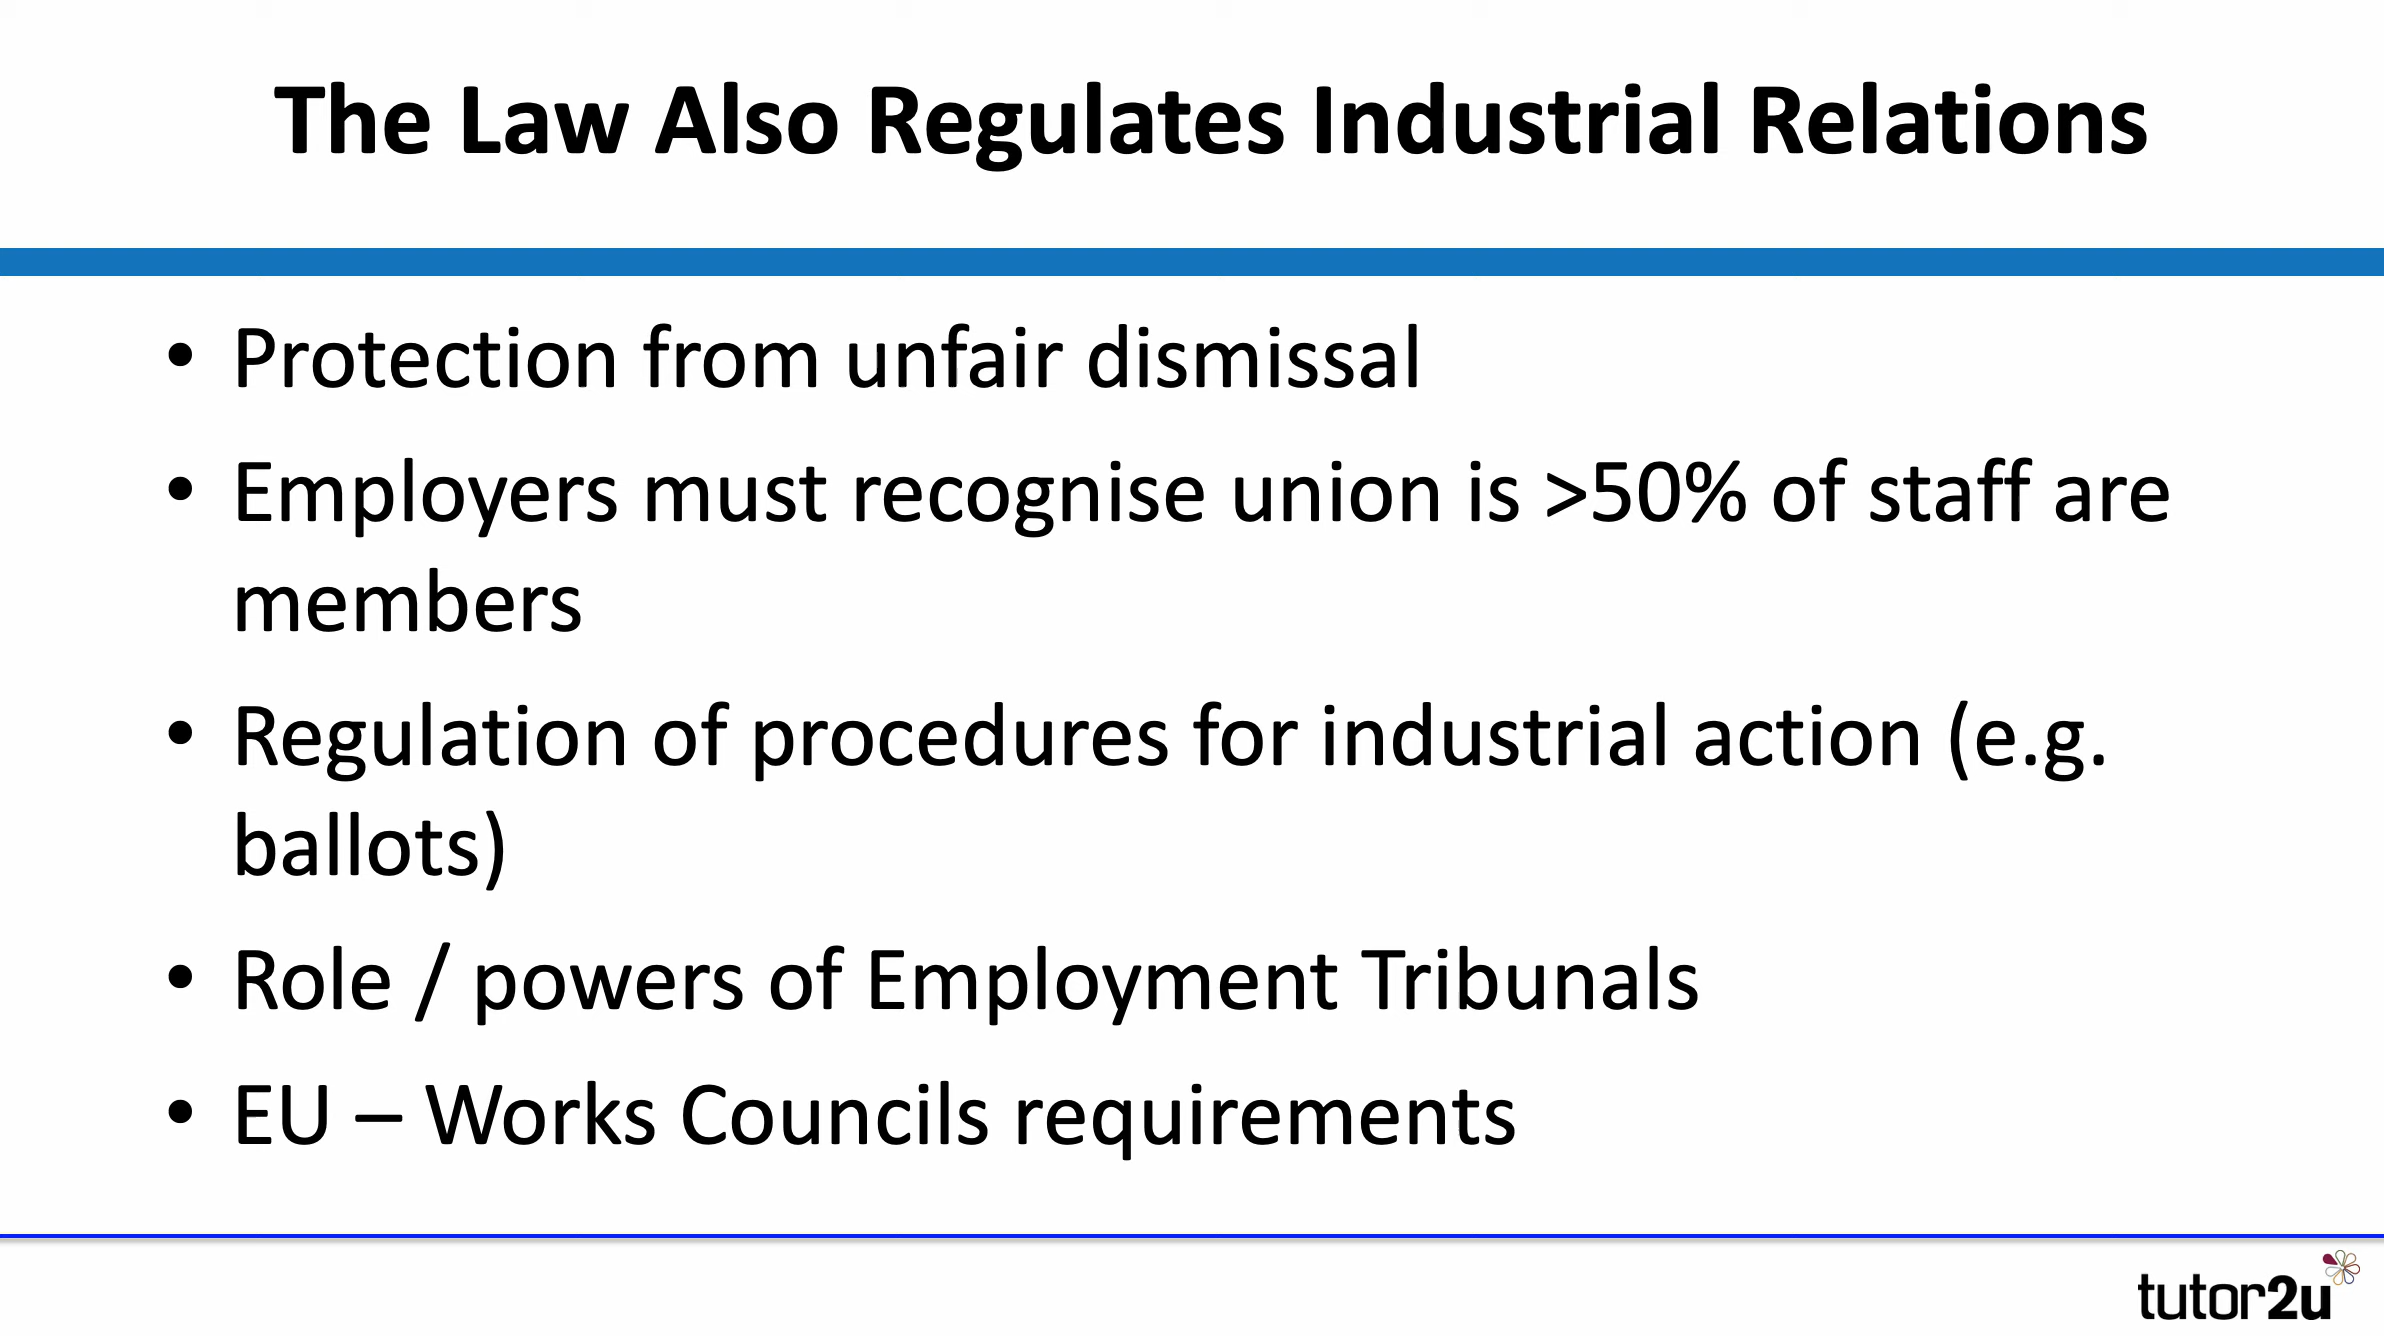 The Law Also Regulates Industrial Relations
• Protection from unfair dismissal
• Employers must recognise union is >50% of staff are
members
• Regulation of procedures for industrial action (e.g.
ballots)
• Role / powers of Employment Tribunals
• EU – Works Councils requirements
tutor2u